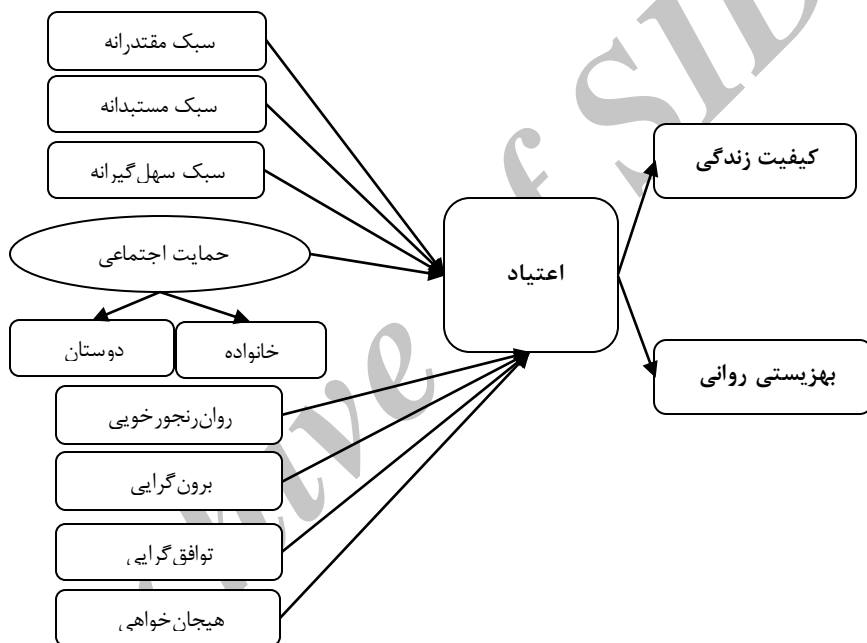 سبک مقتدرانه
سبک مستبدانه
سبک سهل‌گیرانه
حمایت اجتماعی
خانواده
دوستان
روان‌رنجورخویی
برون‌گرایی
توافق‌گرایی
هیجان‌خواهی
اعتیاد
کیفیت زندگی
بهزیستی روانی